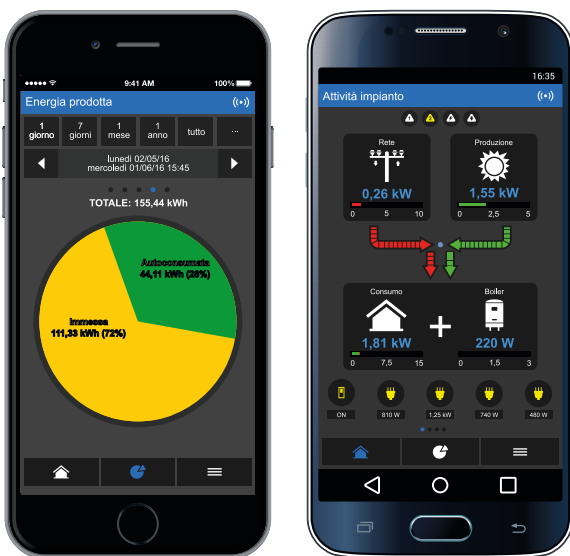 9:41 AM
100%
Energia prodotta
1 giorno
7 giorni
1 mese
1 anno
tutto
...
lunedi 02/05/16
mercoledi 01/06/16 15:45
TOTALE: 155,44 kWh
Autoconsumata
44,11 kWh (28%)
Immessa
111,33 kWh (72%)
16:35
Attività impianto
1
2
Rete
0,26 kW
0 5 10
Produzione
1,55 kW
0 2,5 5
Consumo
1,81 kW
0 7,5 15
+
Boiler
220 W
0 1,5 3
ON
810 W
1.25 kW
740 W
480 W